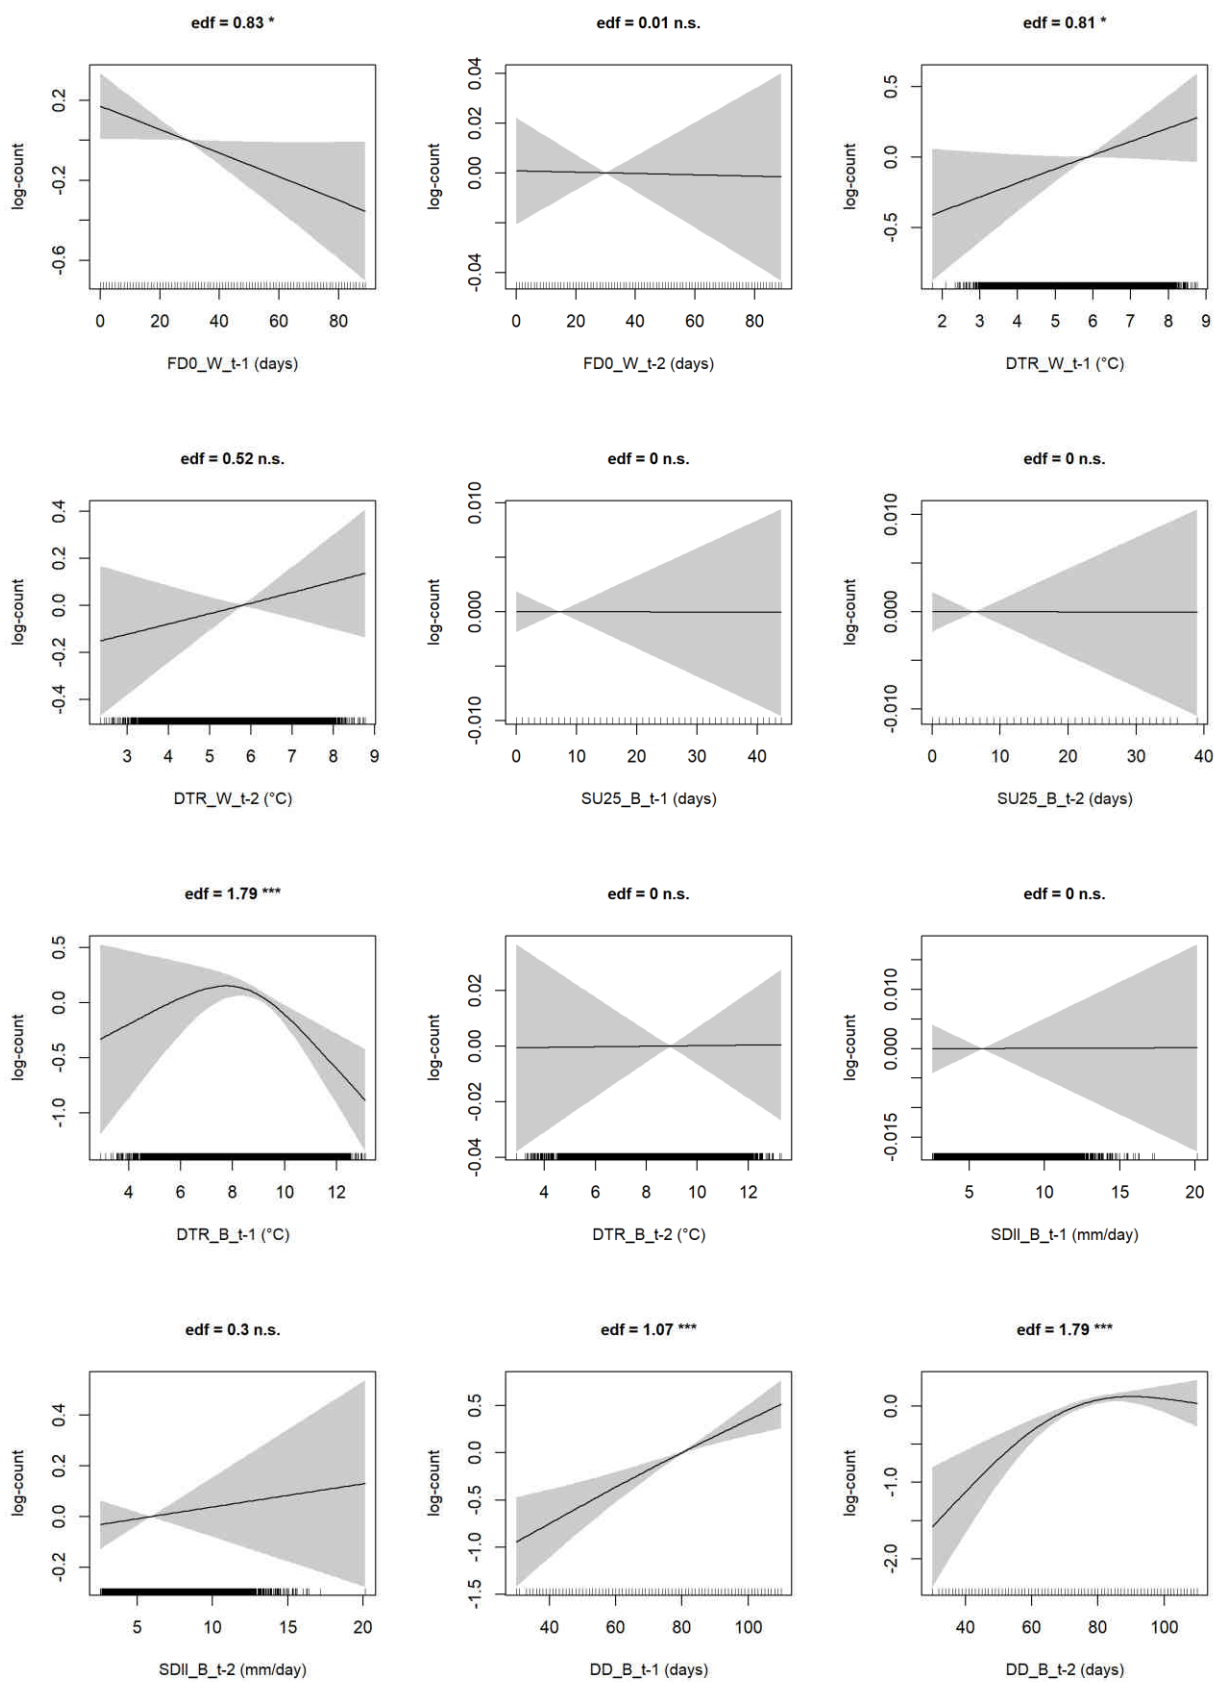 edf = 0.83 *
edf = 0.01 n.s.
edf = 0.81 *
log-count
0.2
-0.2
-0.6
0 20 40 60 80
FD0_W_t-1 (days)
log-count
0.04
0.02
0.00
-0.04
0 20 40 60 80
FD0_W_t-2 (days)
log-count
0.5
0.0
-0.5
2 3 4 5 6 7 8 9
DTR_W_t-1 (°C)
edf = 0.52 n.s.
edf = 0 n.s.
edf = 0 n.s.
log-count
0.4
0.2
0.0
-0.2
-0.4
3 4 5 6 7 8 9
DTR_W_t-2 (°C)
log-count
0.010
0.000
-0.010
0 10 20 30 40
SU25_B_t-1 (days)
log-count
0.010
0.000
-0.010
0 10 20 30 40
SU25_B_t-2 (days)
edf = 1.79 ***
edf = 0 n.s.
edf = 0 n.s.
log-count
0.5
0.0
-0.5
-1.0
4 6 8 10 12
DTR_B_t-1 (°C)
log-count
0.02
0.00
-0.02
-0.04
4 6 8 10 12
DTR_B_t-2 (°C)
log-count
0.010
0.000
-0.015
5 10 15 20
SDII_B_t-1 (mm/day)
edf = 0.3 n.s.
edf = 1.07 ***
edf = 1.79 ***
log-count
0.4
0.2
0.0
-0.2
5 10 15 20
SDII_B_t-2 (mm/day)
log-count
0.5
0.0
-0.5
-1.0
-1.5
40 60 80 100
DD_B_t-1 (days)
log-count
0.0
-1.0
-2.0
40 60 80 100
DD_B_t-2 (days)